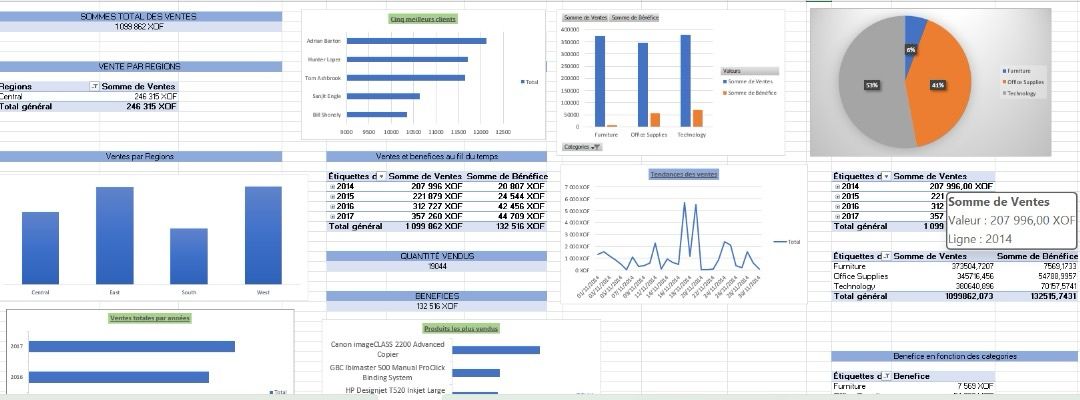 SOMMES TOTAL DES VENTES
1 099 862 XOF
VENTE PAR REGIONS
Regions Somme de Ventes
Central 246 315 XOF
Total général 246 315 XOF
Cinq meilleurs clients
Adrian Barton
Hunter Lopez
Tom Ashbrook
Sanjit Engle
Bill Shonely
9000 9500 10000 10500 11000 11500 12000 12500
Total
Somme de Ventes Somme de Bénéfice
400000
350000
300000
250000
200000
150000
100000
50000
0
Furniture Office Supplies Technology
Valeurs
Somme de Ventes
Somme de Bénéfice
Categories
6%
41%
53%
Furniture
Office Supplies
Technology
Ventes par Regions
Central East South West
Ventes et benefices au fil du temps
Étiquettes d Somme de Ventes Somme de Bénéfice
2014 207 996 XOF 20 807 XOF
2015 221 879 XOF 24 544 XOF
2016 312 727 XOF 42 456 XOF
2017 357 260 XOF 44 709 XOF
Total général 1 099 862 XOF 132 516 XOF
QUANTITÉ VENDUS
19044
BENEFICES
132 516 XOF
Tendances des ventes
7 000 XOF
6 000 XOF
5 000 XOF
4 000 XOF
3 000 XOF
2 000 XOF
1 000 XOF
0 XOF
Total
Étiquettes d Somme de Ventes
2014 207 996,00 XOF
2015 221
2016 312
2017 357
Total général 1 099
Somme de Ventes
Valeur : 207 996,00 XOF
Ligne : 2014
Étiquettes d Somme de Bénéfice
Furniture 373504,7207 7569,1733
Office Supplies 345716,456 54788,9957
Technology 380640,896 70157,5741
Total général 1099862,073 132515,7431
Ventes totales par années
2017
2016
Total
Produits les plus vendus
Canon imageCLASS 2200 Advanced
Copier
GBC Ibimaster 500 Manual ProClick
Binding System
HP Designjet T520 Inkjet Large
Benefice en fonction des categories
Étiquettes d Benefice
Furniture 7 569 XOF